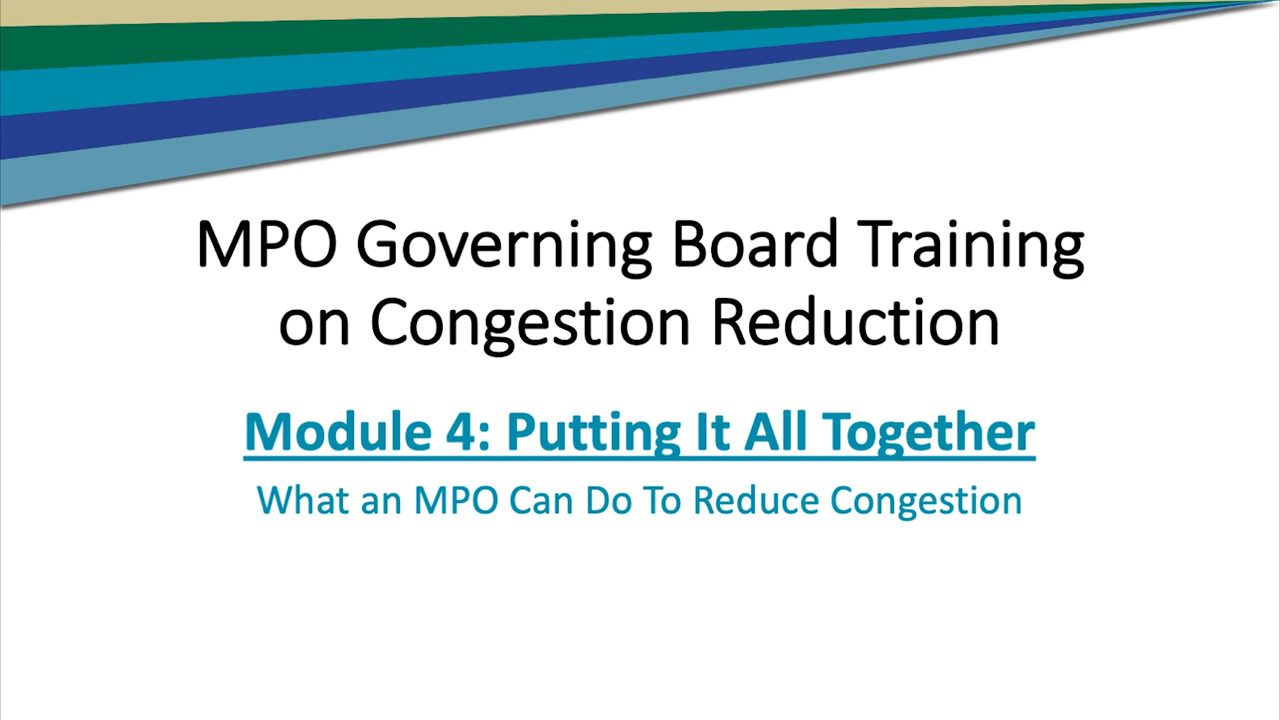 MPO Governing Board Training
on Congestion Reduction
Module 4: Putting It All Together
What an MPO Can Do To Reduce Congestion